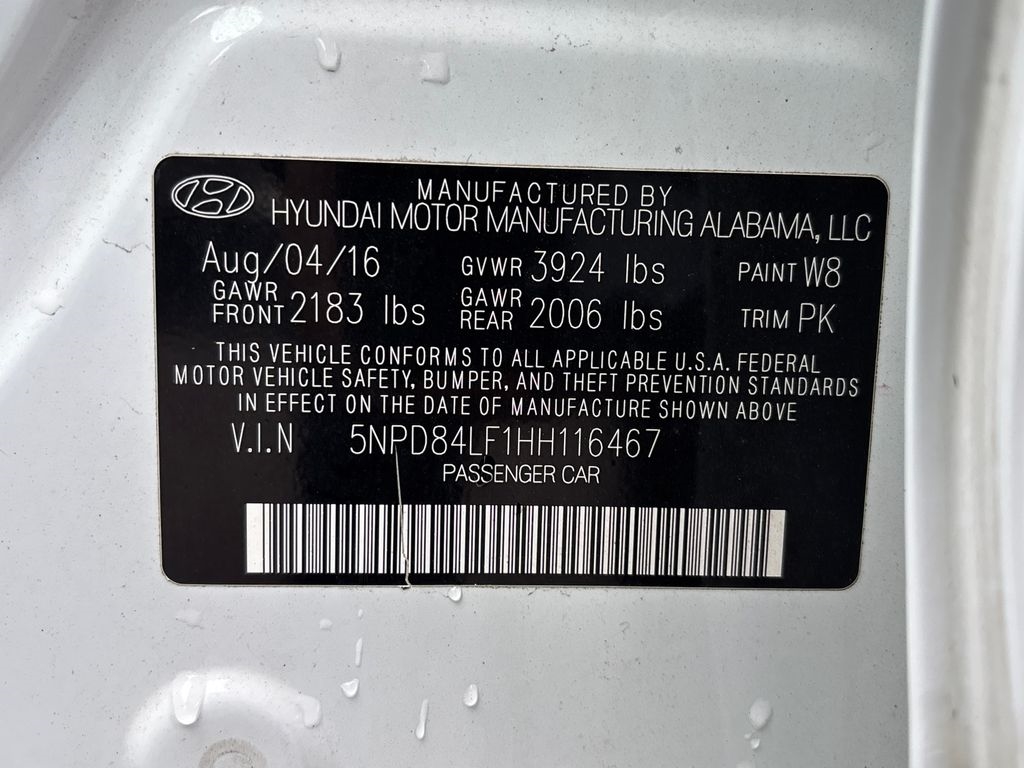 MANUFACTURED BY
HYUNDAI MOTOR MANUFACTURING ALABAMA, LLC
Aug/04/16 GVWR 3924 lbs PAINT W8
GAWR FRONT 2183 lbs GAWR REAR 2006 lbs TRIM PK
THIS VEHICLE CONFORMS TO ALL APPLICABLE U.S.A. FEDERAL
MOTOR VEHICLE SAFETY, BUMPER, AND THEFT PREVENTION STANDARDS
IN EFFECT ON THE DATE OF MANUFACTURE SHOWN ABOVE
V.I.N 5NPD84LF1HH116467
PASSENGER CAR